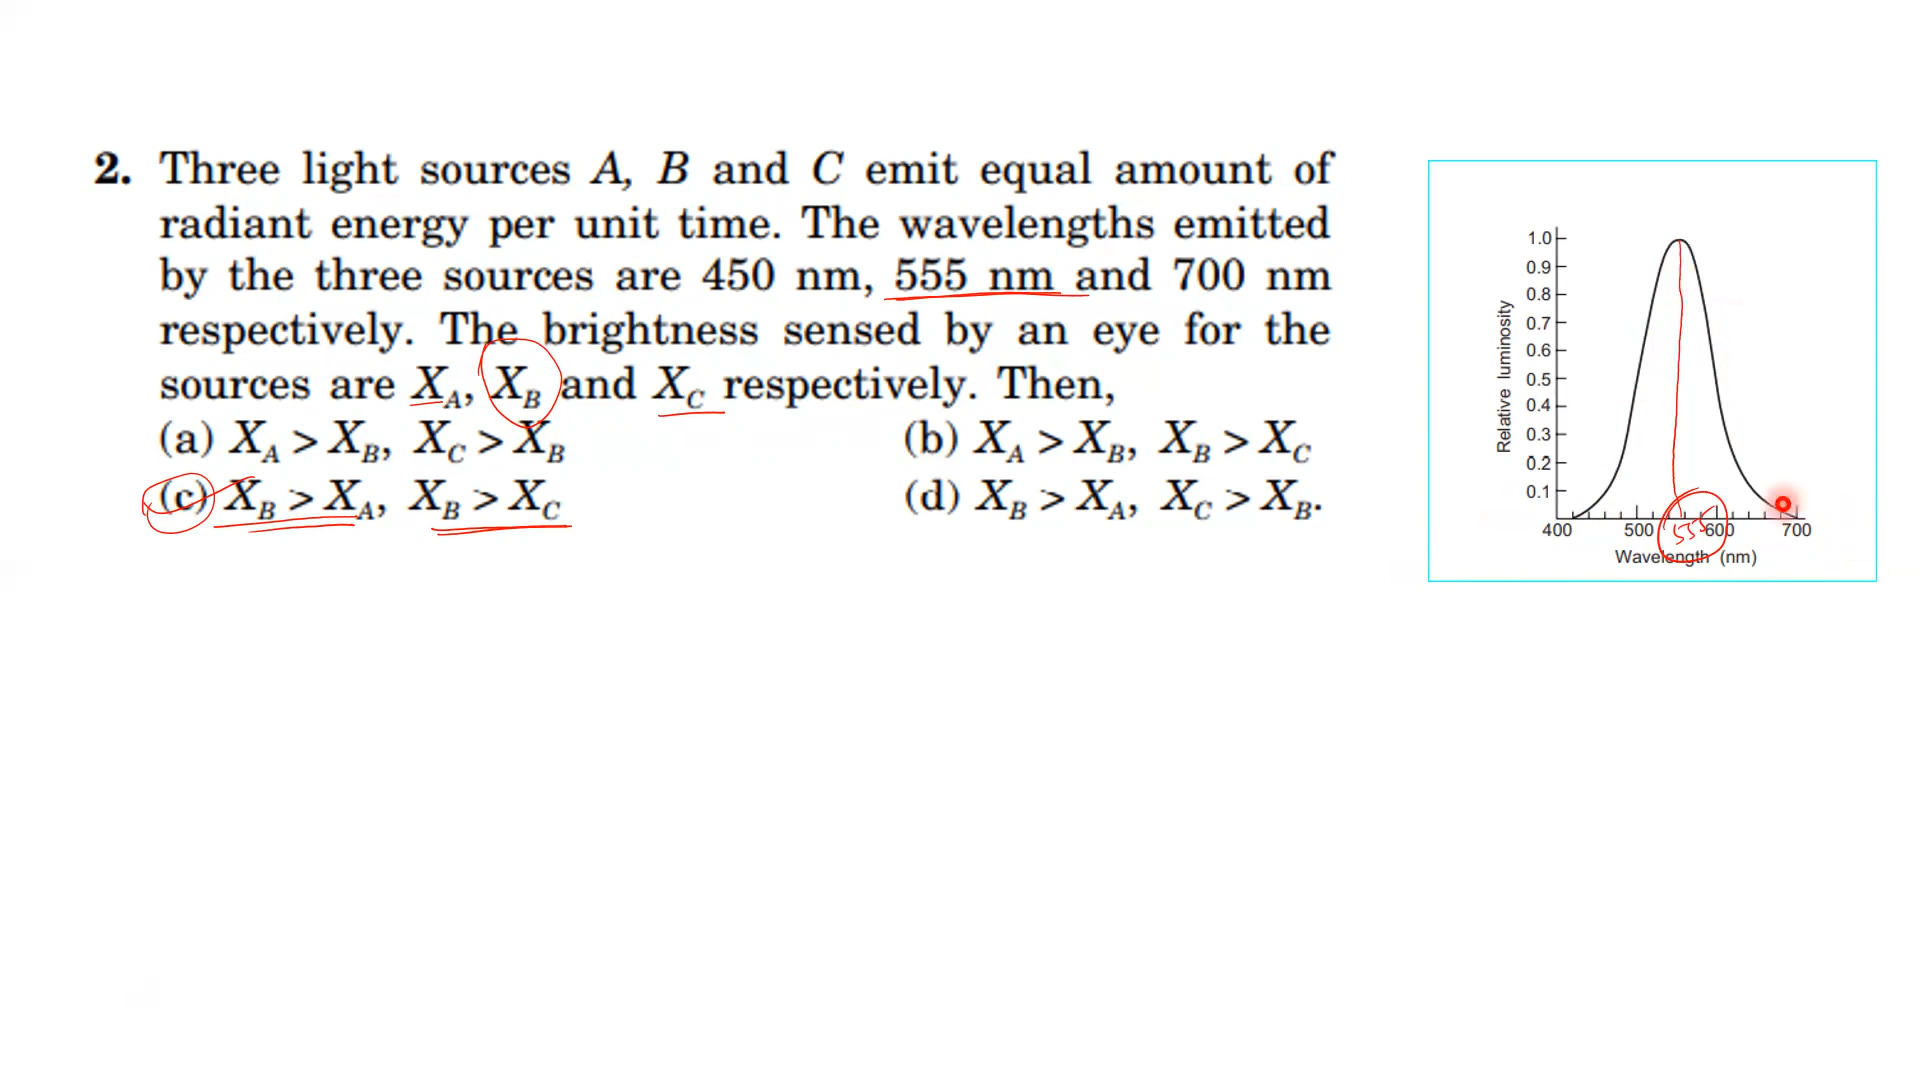 2. Three light sources A, B and C emit equal amount of
radiant energy per unit time. The wavelengths emitted
by the three sources are 450 nm, 555 nm and 700 nm
respectively. The brightness sensed by an eye for the
sources are X_A, X_B and X_C respectively. Then,
(a) X_A > X_B, X_C > X_B (b) X_A > X_B, X_B > X_C
(c) X_B > X_A, X_B > X_C (d) X_B > X_A, X_C > X_B.
Relative luminosity
1.0
0.9
0.8
0.7
0.6
0.5
0.4
0.3
0.2
0.1
400 500 555 600 700
Wavelength (nm)